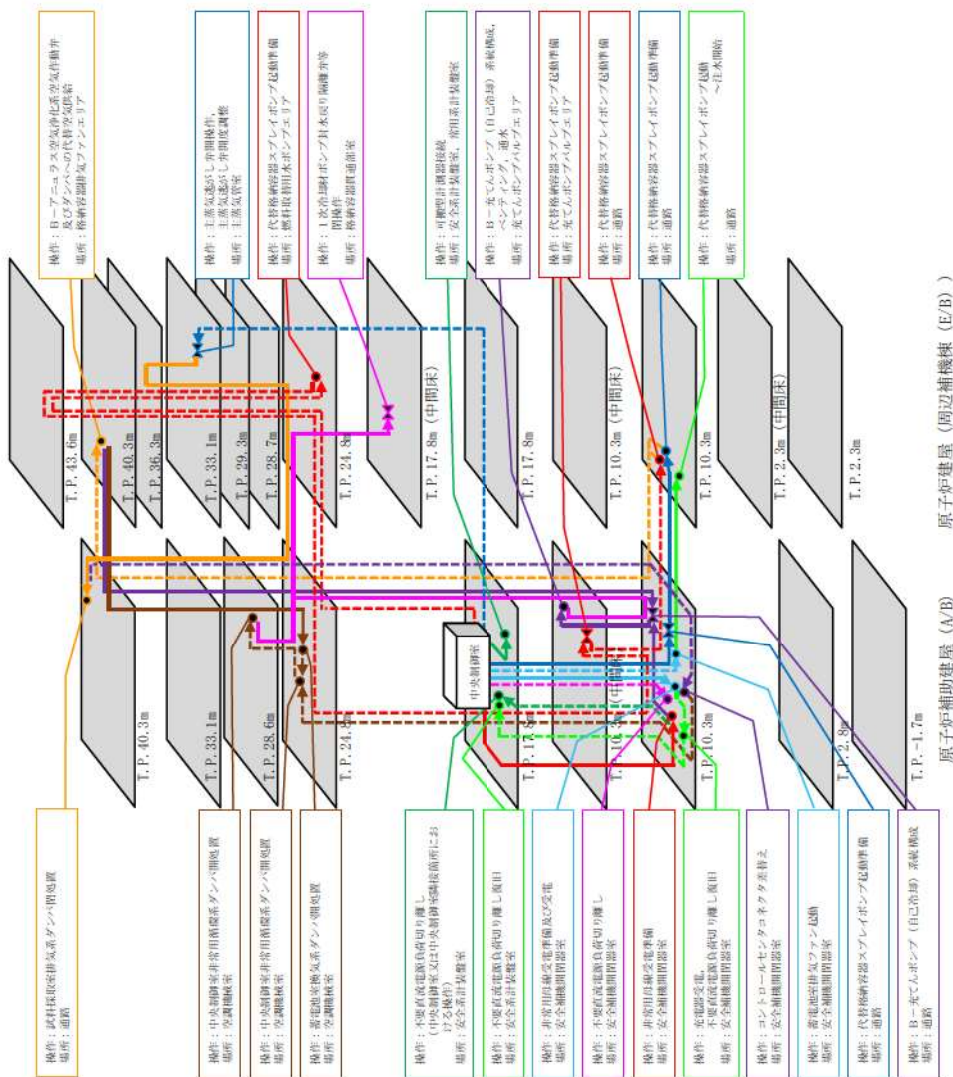 操作：B－アニュラス空気浄化系空気作動弁
及びダンパへの代替空気供給
場所：格納容器排気ファンエリア
操作：主蒸気逃がし弁開操作，
主蒸気逃がし弁開度調整
場所：主蒸気管室
操作：代替格納容器スプレイポンプ起動準備
場所：燃料取替用水ポンプエリア
操作：1次冷却材ポンプ封水戻り隔離弁等
閉操作
場所：格納容器貫通部室
操作：可搬型計測器接続
場所：安全系計装盤室，常用系計装盤室
操作：B－充てんポンプ（自己冷却）系統構成，
ベンティング，通水
場所：充てんポンプバルブエリア
操作：代替格納容器スプレイポンプ起動準備
場所：充てんポンプバルブエリア
操作：代替格納容器スプレイポンプ起動準備
場所：通路
操作：代替格納容器スプレイポンプ起動準備
場所：通路
操作：代替格納容器スプレイポンプ起動
～注水開始
場所：通路
T.P.43.6m
T.P.40.3m
T.P.36.3m
T.P.33.1m
T.P.29.3m
T.P.28.7m
T.P.24.8m
T.P.17.8m（中間床）
T.P.17.8m
T.P.10.3m（中間床）
T.P.10.3m
T.P.2.3m（中間床）
T.P.2.3m
原子炉建屋（周辺補機棟（E/B））
中央制御室
T.P.40.3m
T.P.33.1m
T.P.28.6m
T.P.24.8m
T.P.17.8m
T.P.10.3m（中間床）
T.P.10.3m
T.P.2.8m
T.P.-1.7m
原子炉補助建屋（A/B）
操作：試料採取室排気系ダンパ閉処置
場所：通路
操作：中央制御室非常用循環系ダンパ開処置
場所：空調機械室
操作：中央制御室非常用循環系ダンパ開処置
場所：空調機械室
操作：蓄電池室換気系ダンパ開処置
場所：空調機械室
操作：不要直流電源負荷切り離し
（中央制御室又は中央制御室隣接箇所にお
ける操作）
場所：安全系計装盤室
操作：不要直流電源負荷切り離し復旧
場所：安全系計装盤室
操作：非常用母線受電準備及び受電
場所：安全補機開閉器室
操作：不要直流電源負荷切り離し
場所：安全補機開閉器室
操作：非常用母線受電準備
場所：安全補機開閉器室
操作：充電器受電，
不要直流電源負荷切り離し復旧
場所：安全補機開閉器室
操作：コントロールセンタコネクタ差替え
場所：安全補機開閉器室
操作：蓄電池室排気ファン起動
場所：安全補機開閉器室
操作：代替格納容器スプレイポンプ起動準備
場所：通路
操作：B－充てんポンプ（自己冷却）系統構成
場所：通路